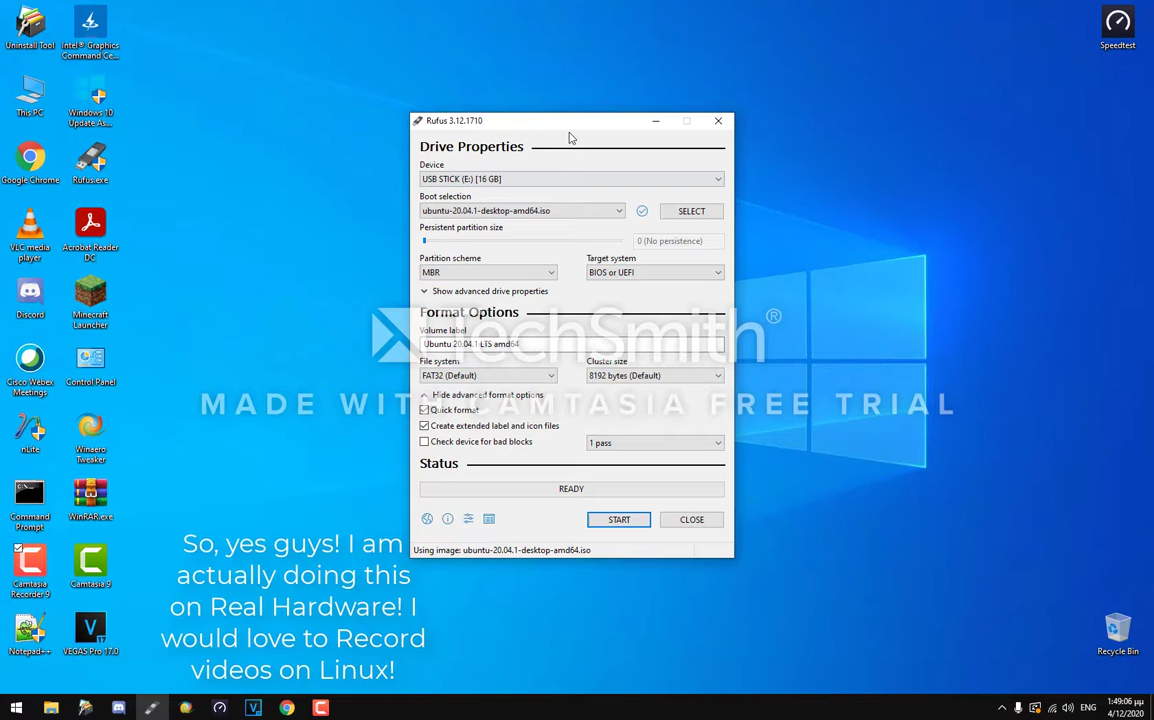 Uninstall Tool
Intel® Graphics
Command Ce...
Speedtest
This PC
Windows 10
Update As...
Google Chrome
Rufus.exe
VLC media
player
Acrobat Reader
DC
Discord
Minecraft
Launcher
Cisco Webex
Meetings
Control Panel
nLite
Winaero
Tweaker
Command
Prompt
WinRAR.exe
Camtasia
Recorder 9
Camtasia 9
Notepad++
VEGAS Pro 17.0
Recycle Bin
Rufus 3.12.1710
Drive Properties
Device
USB STICK (E:) [16 GB]
Boot selection
ubuntu-20.04.1-desktop-amd64.iso
SELECT
Persistent partition size
0 (No persistence)
Partition scheme
Target system
MBR
BIOS or UEFI
Show advanced drive properties
Format Options
Volume label
Ubuntu 20.04.1 LTS amd64
File system
Cluster size
FAT32 (Default)
8192 bytes (Default)
Hide advanced format options
Quick format
Create extended label and icon files
Check device for bad blocks
1 pass
Status
READY
START
CLOSE
Using image: ubuntu-20.04.1-desktop-amd64.iso
TechSmith®
MADE WITH CAMTASIA FREE TRIAL
So, yes guys! I am
actually doing this
on Real Hardware! I
would love to Record
videos on Linux!
ENG
1:49:06 μμ
4/12/2020